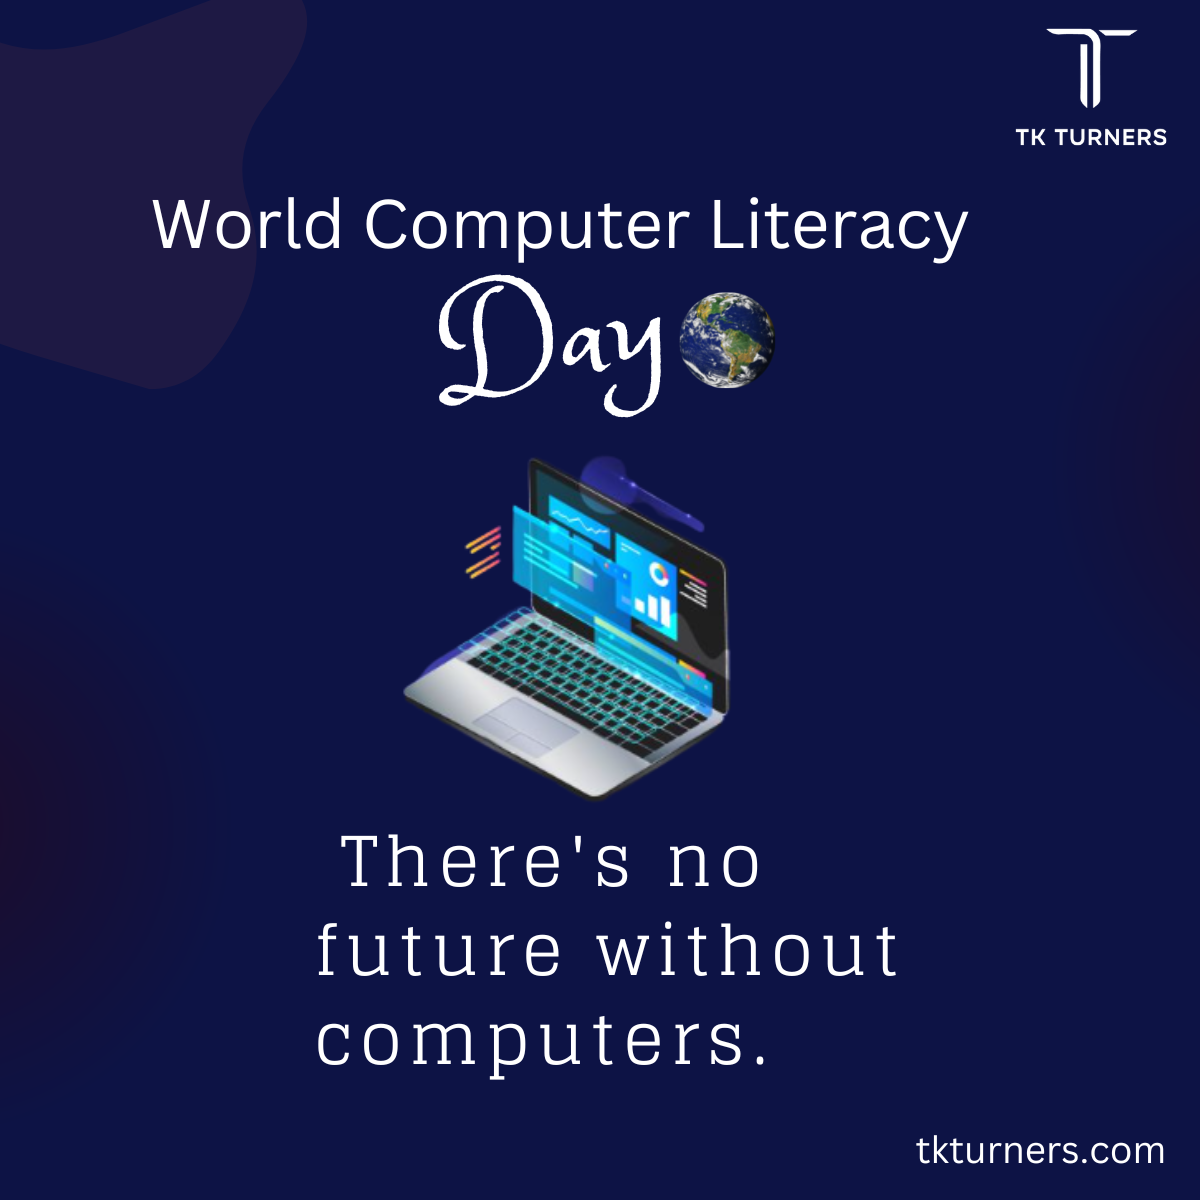 TK TURNERS
World Computer Literacy
Day
There's no
future without
computers.
tkturners.com